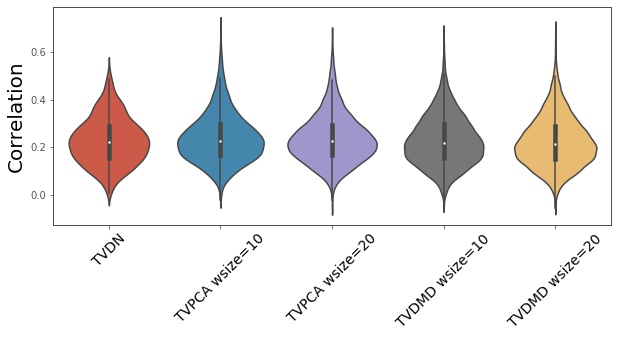 Correlation
0.6
0.4
0.2
0.0
TVDN
TVPCA wsize=10
TVPCA wsize=20
TVDMD wsize=10
TVDMD wsize=20